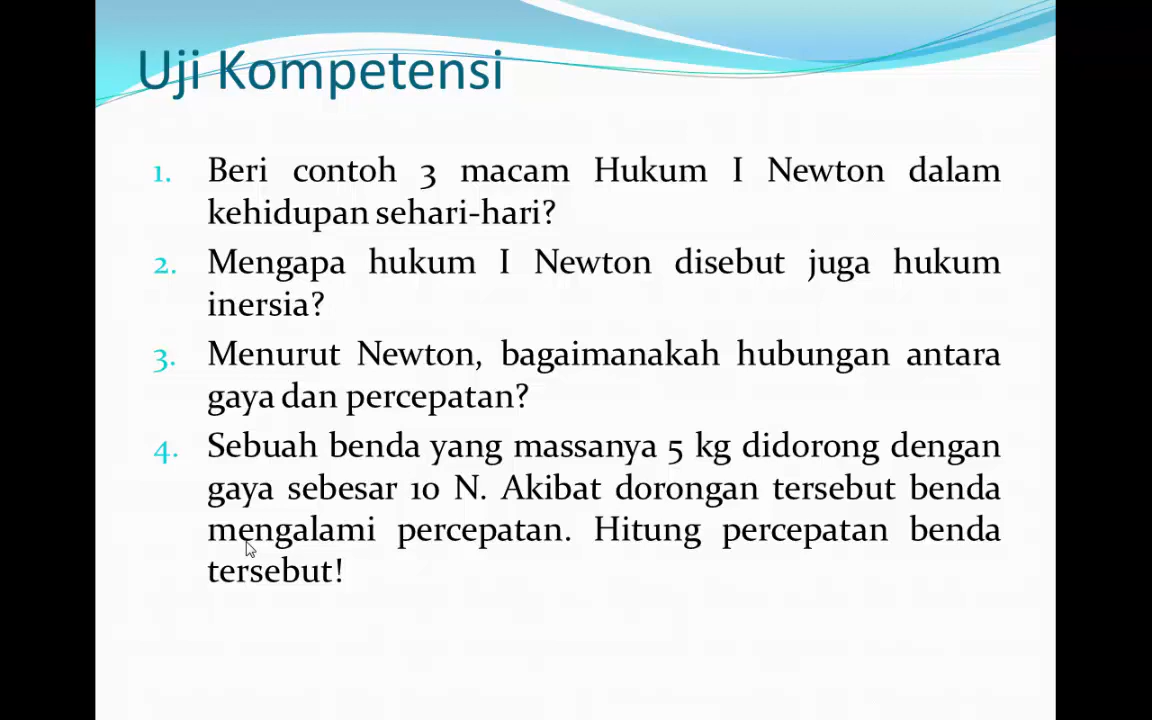 Uji Kompetensi
1. Beri contoh 3 macam Hukum I Newton dalam
kehidupan sehari-hari?
2. Mengapa hukum I Newton disebut juga hukum
inersia?
3. Menurut Newton, bagaimanakah hubungan antara
gaya dan percepatan?
4. Sebuah benda yang massanya 5 kg didorong dengan
gaya sebesar 10 N. Akibat dorongan tersebut benda
mengalami percepatan. Hitung percepatan benda
tersebut!